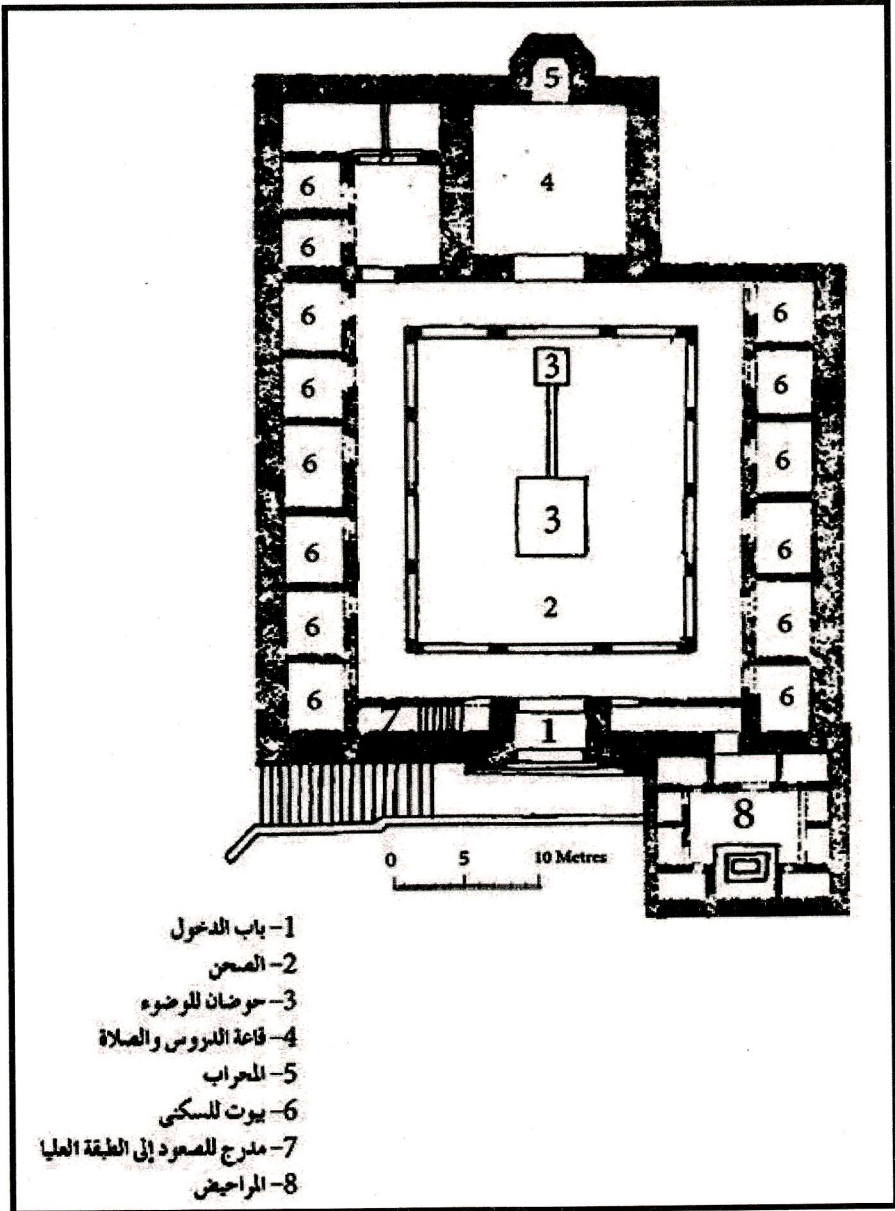 5
4
6
6
6
6
6
6
3
6
6
6
6
3
6
6
2
6
6
6
6
1
8
0 5 10 Metres
1- باب الدخول
2- الصحن
3- حوضان للوضوء
4- قاعة الدروس والصلاة
5- المحراب
6- بيوت للسكنى
7- مدرج للصعود إلى الطبقة العليا
8- المراحيض